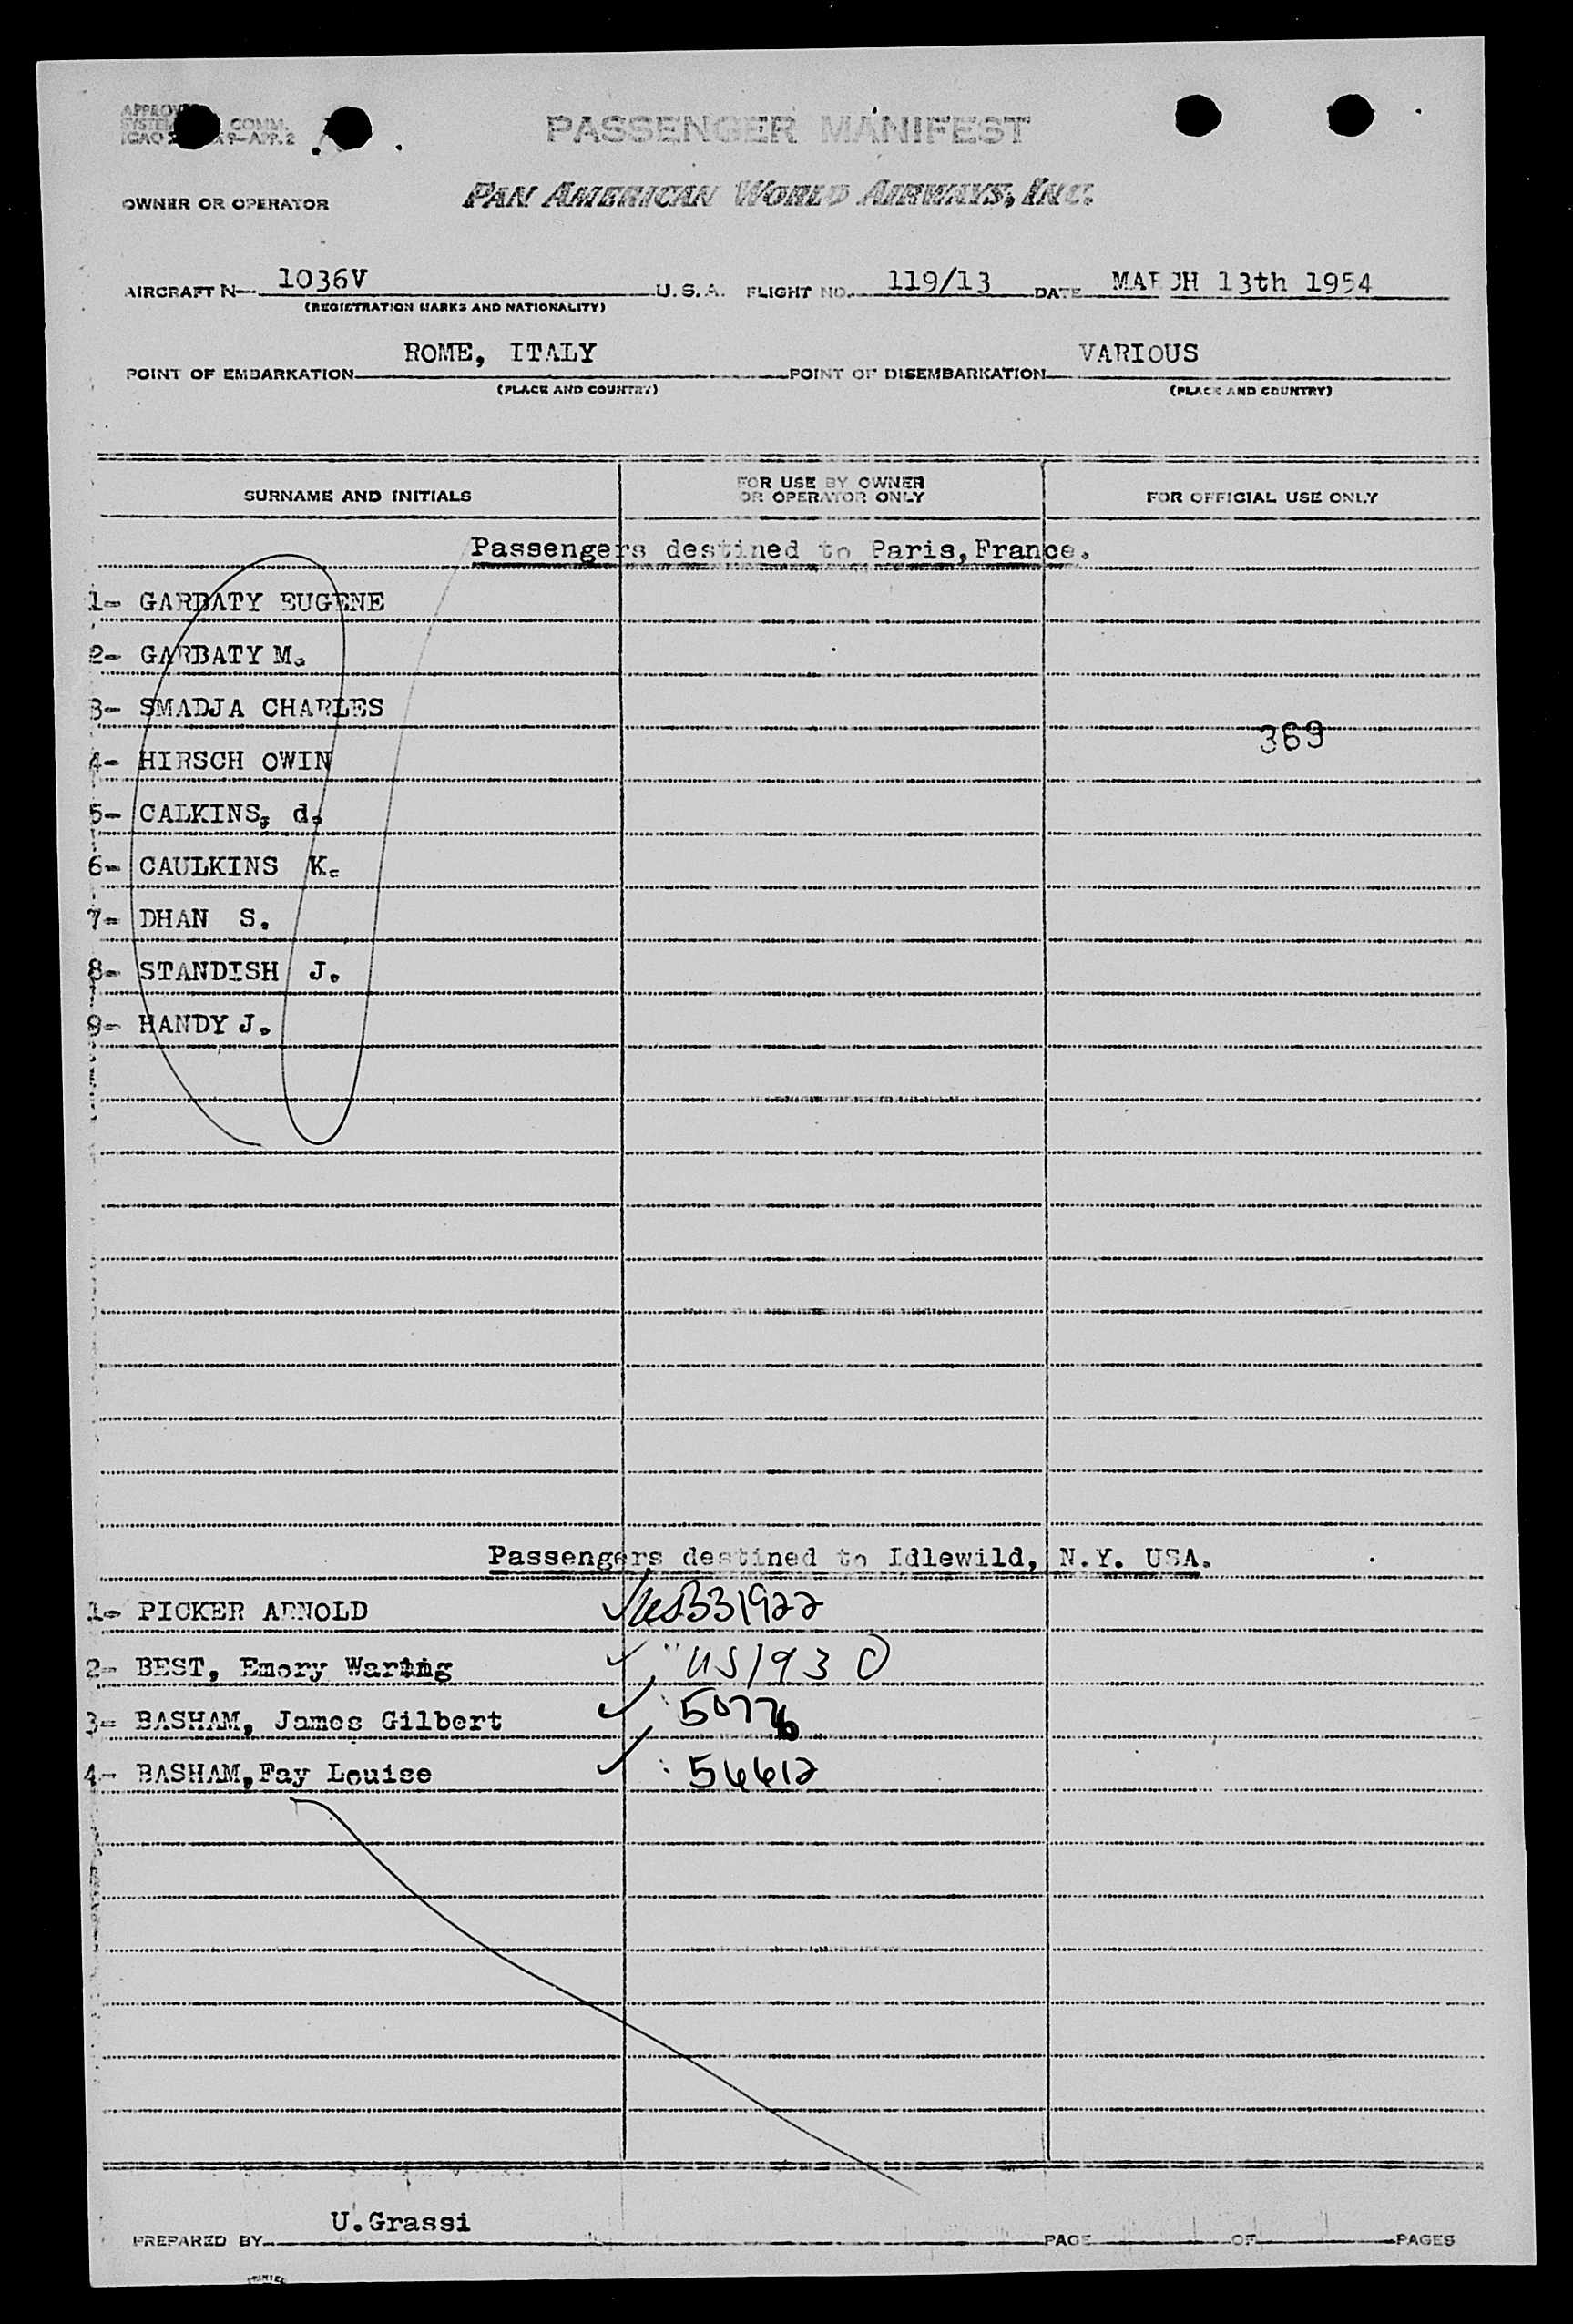 PASSENGER MANIFEST
OWNER OR OPERATOR PAN AMERICAN WORLD AIRWAYS, INC.
AIRCRAFT N— 1036V U. S. A. FLIGHT NO. 119/13 DATE MARCH 13th 1954
(REGISTRATION MARKS AND NATIONALITY)
ROME, ITALY VARIOUS
POINT OF EMBARKATION POINT OF DISEMBARKATION
(PLACE AND COUNTRY) (PLACE AND COUNTRY)
SURNAME AND INITIALS FOR USE BY OWNER OR OPERATOR ONLY FOR OFFICIAL USE ONLY
Passengers destined to Paris,France.
1- GARBATY EUGENE
2- GARBATY M.
3- SMADJA CHARLES
369
4- HIRSCH OWIN
5- CALKINS, d.
6- CAULKINS K.
7- DHAN S.
8- STANDISH J.
9- HANDY J.
Passengers destined to Idlewild, N.Y. USA.
1- PICKER ARNOLD 331922
2- BEST, Emory Waring " US 193 0
3- BASHAM, James Gilbert
4- BASHAM,Fay Louise
U.Grassi
PREPARED BY PAGE OF PAGES